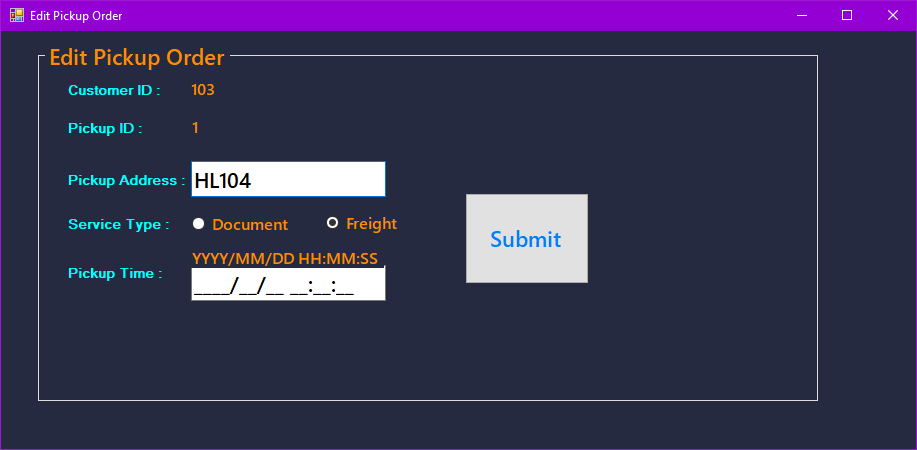 Edit Pickup Order
Edit Pickup Order
Customer ID : 103
Pickup ID : 1
Pickup Address : HL104
Service Type : Document Freight
Submit
YYYY/MM/DD HH:MM:SS
Pickup Time : ____/__/__ __:__:__